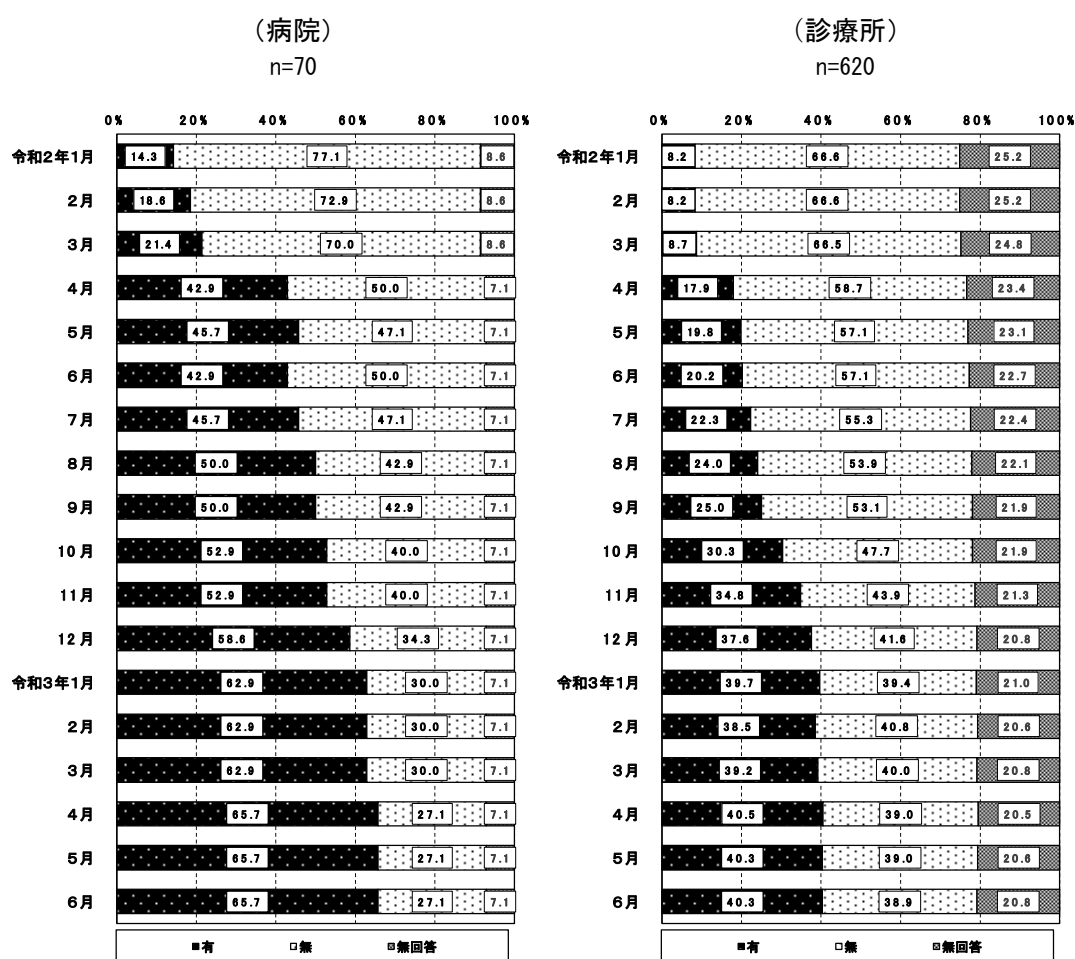 （病院）
n=70
0% 20% 40% 60% 80% 100%
令和2年1月 14.3 77.1 8.6
2月 18.6 72.9 8.6
3月 21.4 70.0 8.6
4月 42.9 50.0 7.1
5月 45.7 47.1 7.1
6月 42.9 50.0 7.1
7月 45.7 47.1 7.1
8月 50.0 42.9 7.1
9月 50.0 42.9 7.1
10月 52.9 40.0 7.1
11月 52.9 40.0 7.1
12月 58.6 34.3 7.1
令和3年1月 62.9 30.0 7.1
2月 62.9 30.0 7.1
3月 62.9 30.0 7.1
4月 65.7 27.1 7.1
5月 65.7 27.1 7.1
6月 65.7 27.1 7.1
有 無 無回答
（診療所）
n=620
0% 20% 40% 60% 80% 100%
令和2年1月 8.2 66.6 25.2
2月 8.2 66.6 25.2
3月 8.7 66.5 24.8
4月 17.9 58.7 23.4
5月 19.8 57.1 23.1
6月 20.2 57.1 22.7
7月 22.3 55.3 22.4
8月 24.0 53.9 22.1
9月 25.0 53.1 21.9
10月 30.3 47.7 21.9
11月 34.8 43.9 21.3
12月 37.6 41.6 20.8
令和3年1月 39.7 39.4 21.0
2月 38.5 40.8 20.6
3月 39.2 40.0 20.8
4月 40.5 39.0 20.5
5月 40.3 39.0 20.6
6月 40.3 38.9 20.8
有 無 無回答